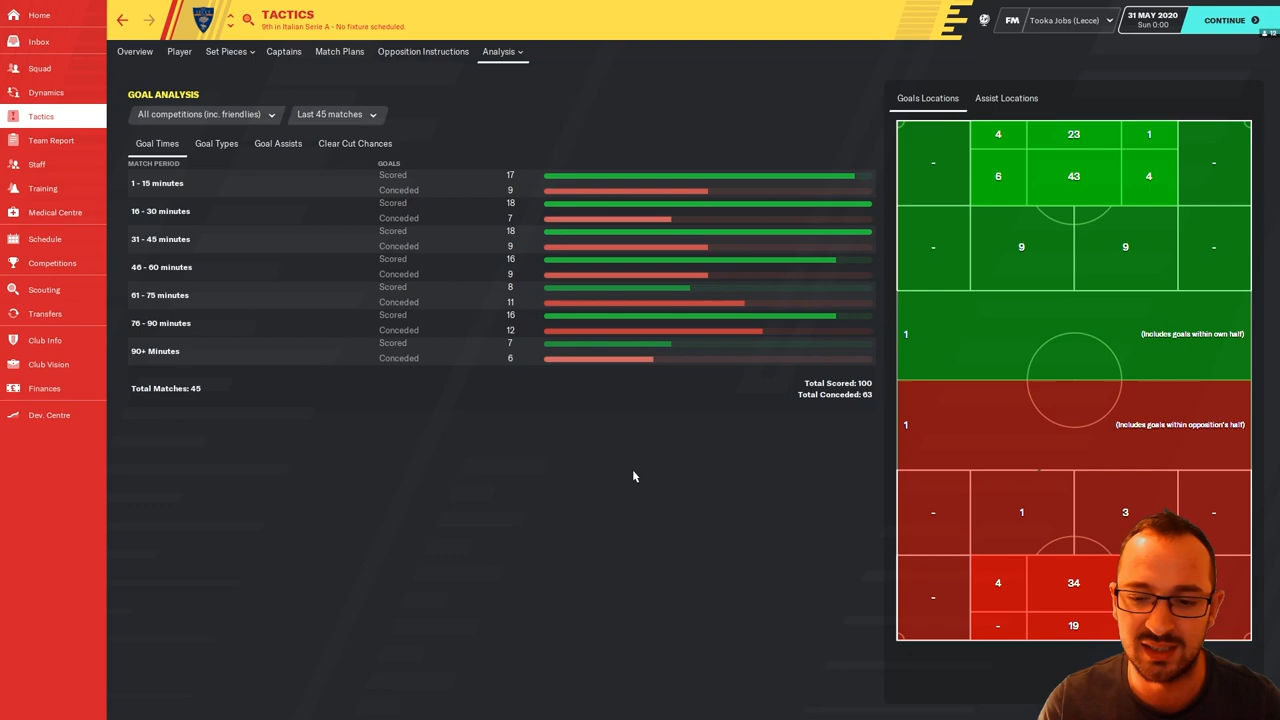 Home
Inbox
Squad
Dynamics
Tactics
Team Report
Staff
Training
Medical Centre
Schedule
Competitions
Scouting
Transfers
Club Info
Club Vision
Finances
Dev. Centre
TACTICS
9th in Italian Serie A - No fixture scheduled.
FM
Tooka Jobs (Lecce)
31 MAY 2020
Sun 0:00
CONTINUE
12
Overview Player Set Pieces Captains Match Plans Opposition Instructions Analysis
GOAL ANALYSIS
All competitions (inc. friendlies) Last 45 matches
Goal Times Goal Types Goal Assists Clear Cut Chances
MATCH PERIOD GOALS
1 - 15 minutes
Scored 17
Conceded 9
16 - 30 minutes
Scored 18
Conceded 7
31 - 45 minutes
Scored 18
Conceded 9
46 - 60 minutes
Scored 16
Conceded 9
61 - 75 minutes
Scored 8
Conceded 11
76 - 90 minutes
Scored 16
Conceded 12
90+ Minutes
Scored 7
Conceded 6
Total Matches: 45
Total Scored: 100
Total Conceded: 63
Goals Locations Assist Locations
4 23 1
- -
6 43 4
- 9 9 -
1 (Includes goals within own half)
1 (Includes goals within opposition's half)
- 1 3 -
4 34
-
- 19